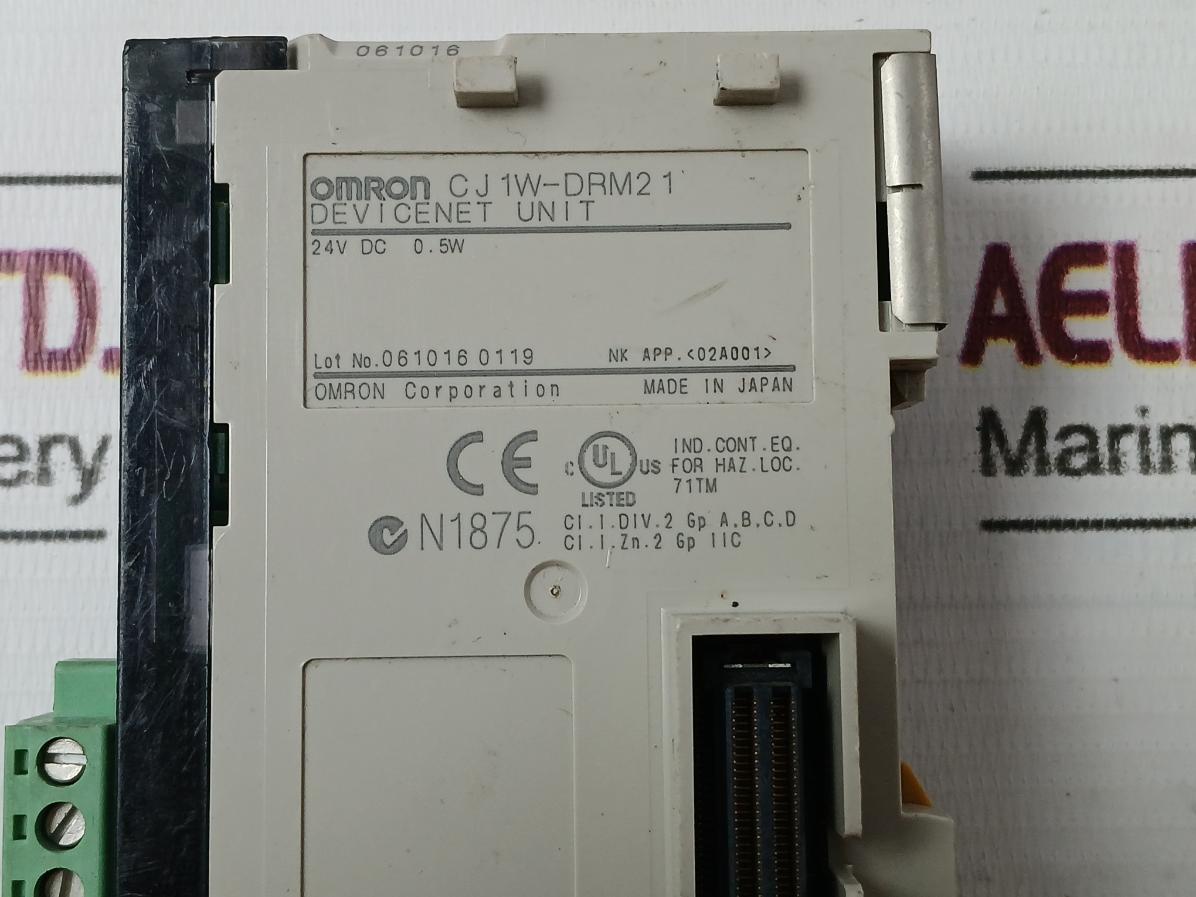 061016
OMRON CJ1W-DRM21
DEVICENET UNIT
24V DC 0.5W
Lot No.061016 0119 NK APP.<02A001>
OMRON Corporation MADE IN JAPAN
CE
C UL US
LISTED
IND.CONT.EQ.
FOR HAZ.LOC.
71TM
N1875
Cl.I.DIV.2 Gp A.B.C.D
Cl.I.Zn.2 Gp IIC
TD.
ery
AEL
Marin